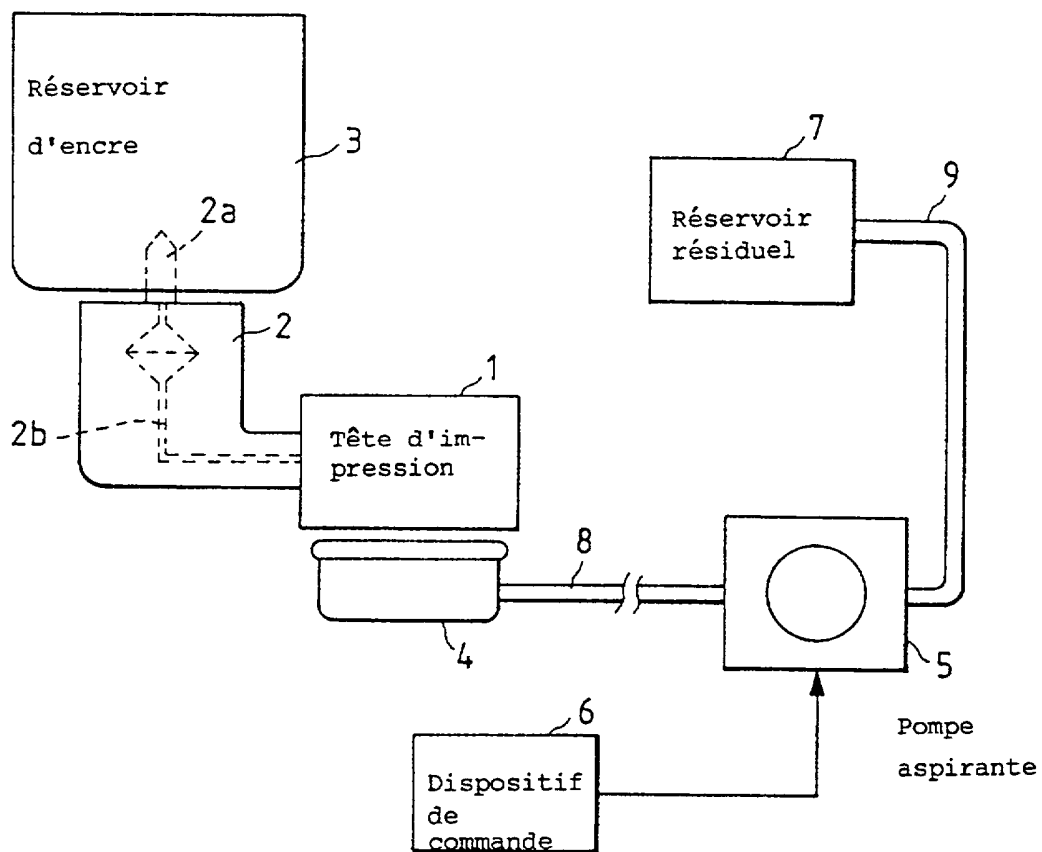 Réservoir
d'encre
3
2a
2
2b
1
Tête d'im-
pression
7
Réservoir
résiduel
9
8
4
5
Pompe
aspirante
6
Dispositif
de
commande